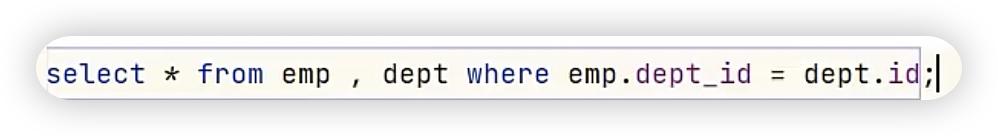 select * from emp , dept where emp.dept_id = dept.id;